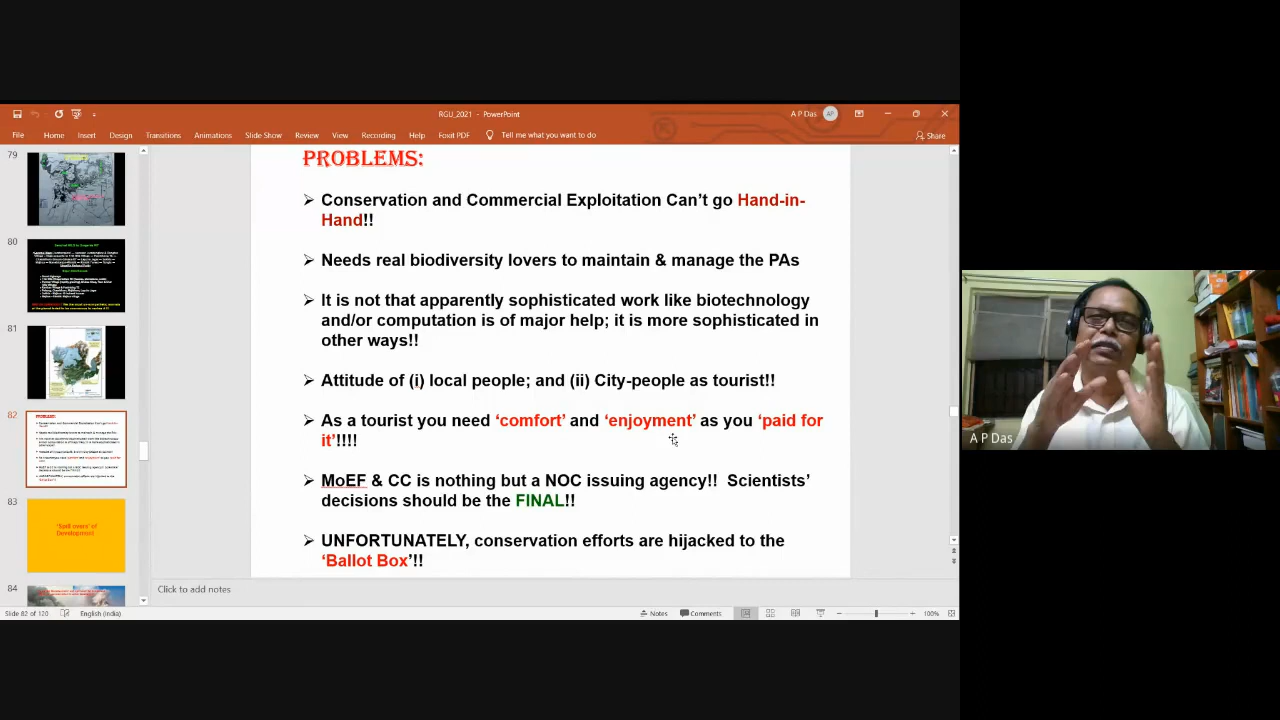 RGU_2021 - PowerPoint
A P Das
AP
File Home Insert Design Transitions Animations Slide Show Review View Recording Help Foxit PDF Tell me what you want to do
Share
79
80
81
82
83
84
'Spill overs' of
Development
PROBLEMS:
➢ Conservation and Commercial Exploitation Can't go Hand-in-
Hand!!
➢ Needs real biodiversity lovers to maintain & manage the PAs
➢ It is not that apparently sophisticated work like biotechnology
and/or computation is of major help; it is more sophisticated in
other ways!!
➢ Attitude of (i) local people; and (ii) City-people as tourist!!
➢ As a tourist you need 'comfort' and 'enjoyment' as you 'paid for
it'!!!!
➢ MoEF & CC is nothing but a NOC issuing agency!! Scientists'
decisions should be the FINAL!!
➢ UNFORTUNATELY, conservation efforts are hijacked to the
'Ballot Box'!!
Click to add notes
Slide 82 of 120 English (India)
Notes Comments 100%
A P Das